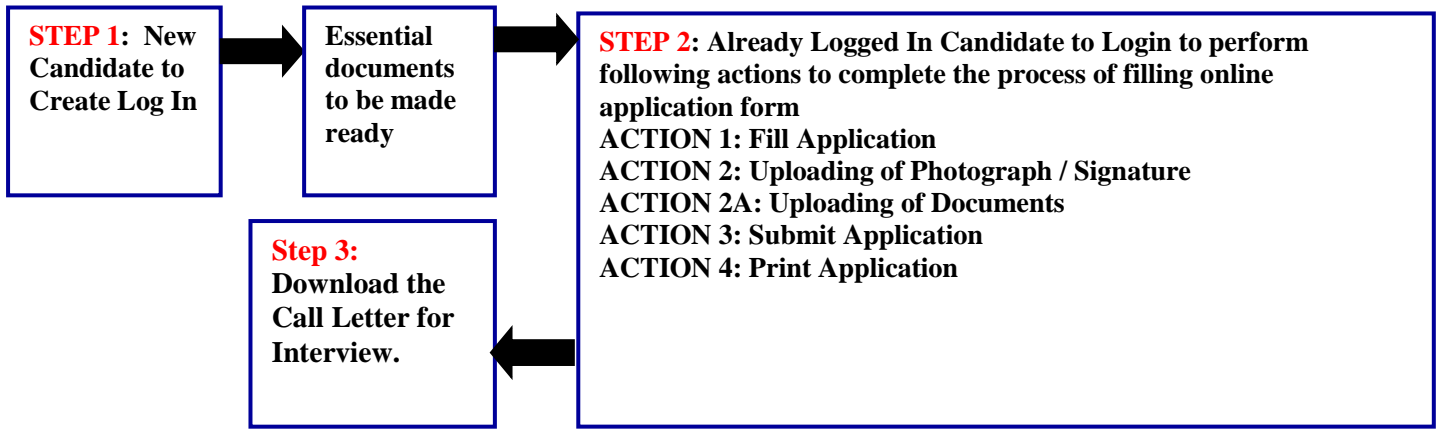 STEP 1: New
Candidate to
Create Log In
Essential
documents
to be made
ready
STEP 2: Already Logged In Candidate to Login to perform
following actions to complete the process of filling online
application form
ACTION 1: Fill Application
ACTION 2: Uploading of Photograph / Signature
ACTION 2A: Uploading of Documents
ACTION 3: Submit Application
ACTION 4: Print Application
Step 3:
Download the
Call Letter for
Interview.